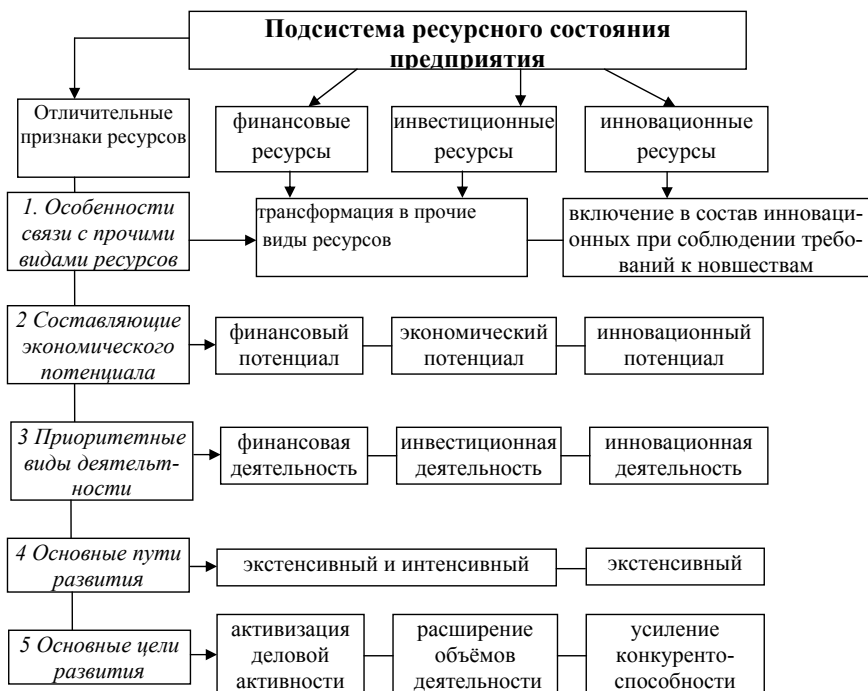 Подсистема ресурсного состояния
предприятия
Отличительные
признаки ресурсов
финансовые
ресурсы
инвестиционные
ресурсы
инновационные
ресурсы
1. Особенности
связи с прочими
видами ресурсов
трансформация в прочие
виды ресурсов
включение в состав инноваци-
онных при соблюдении требо-
ваний к новшествам
2 Составляющие
экономического
потенциала
финансовый
потенциал
экономический
потенциал
инновационный
потенциал
3 Приоритетные
виды деятельт-
ности
финансовая
деятельность
инвестиционная
деятельность
инновационная
деятельность
4 Основные пути
развития
экстенсивный и интенсивный
экстенсивный
5 Основные цели
развития
активизация
деловой
активности
расширение
объёмов
деятельности
усиление
конкуренто-
способности